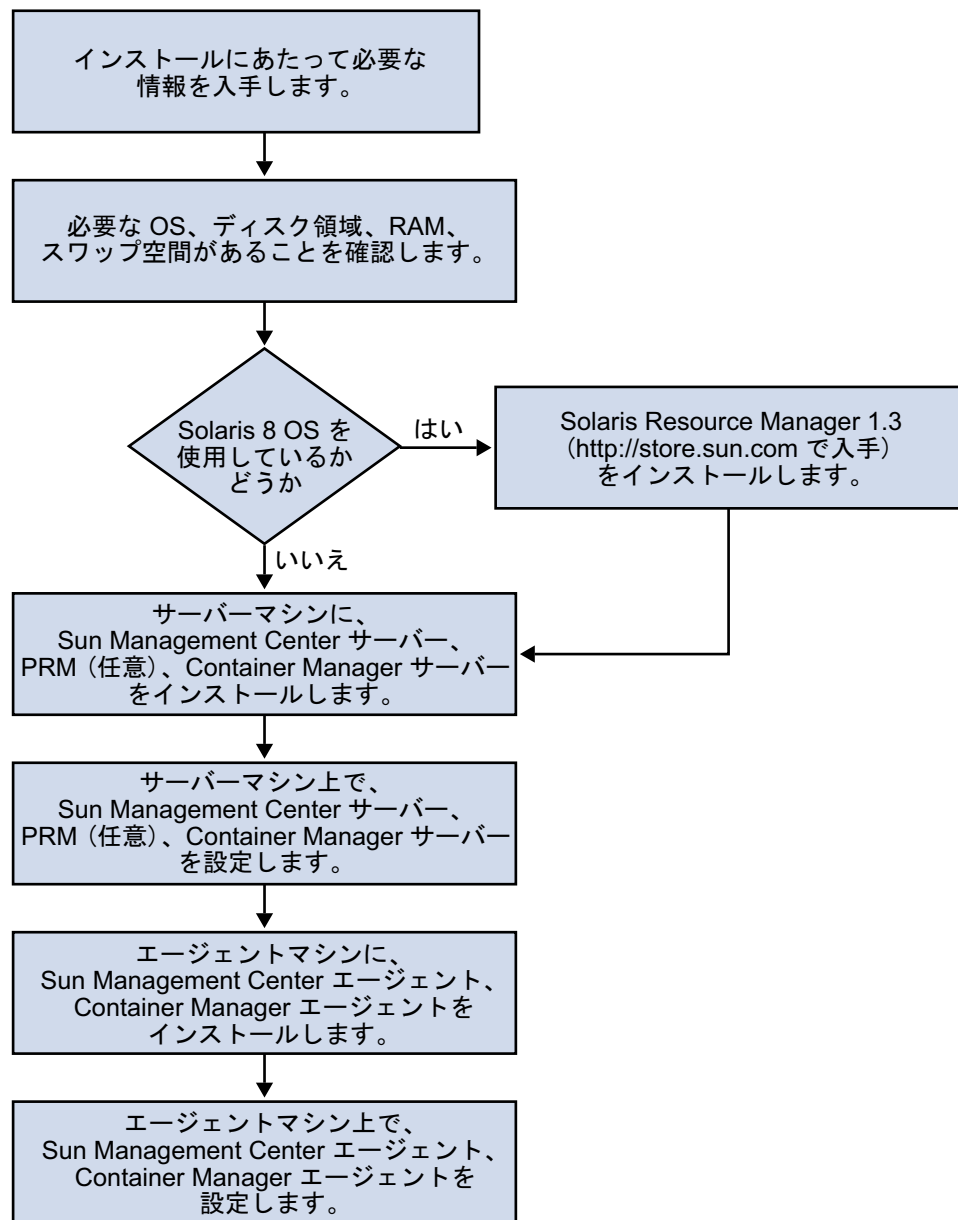 インストールにあたって必要な
情報を入手します。
必要な OS、ディスク領域、RAM、
スワップ空間があることを確認します。
Solaris 8 OS を
使用しているか
どうか
はい
Solaris Resource Manager 1.3
（http://store.sun.com で入手）
をインストールします。
いいえ
サーバーマシンに、
Sun Management Center サーバー、
PRM（任意）、Container Manager サーバー
をインストールします。
サーバーマシン上で、
Sun Management Center サーバー、
PRM（任意）、Container Manager サーバー
を設定します。
エージェントマシンに、
Sun Management Center エージェント、
Container Manager エージェントを
インストールします。
エージェントマシン上で、
Sun Management Center エージェント、
Container Manager エージェントを
設定します。